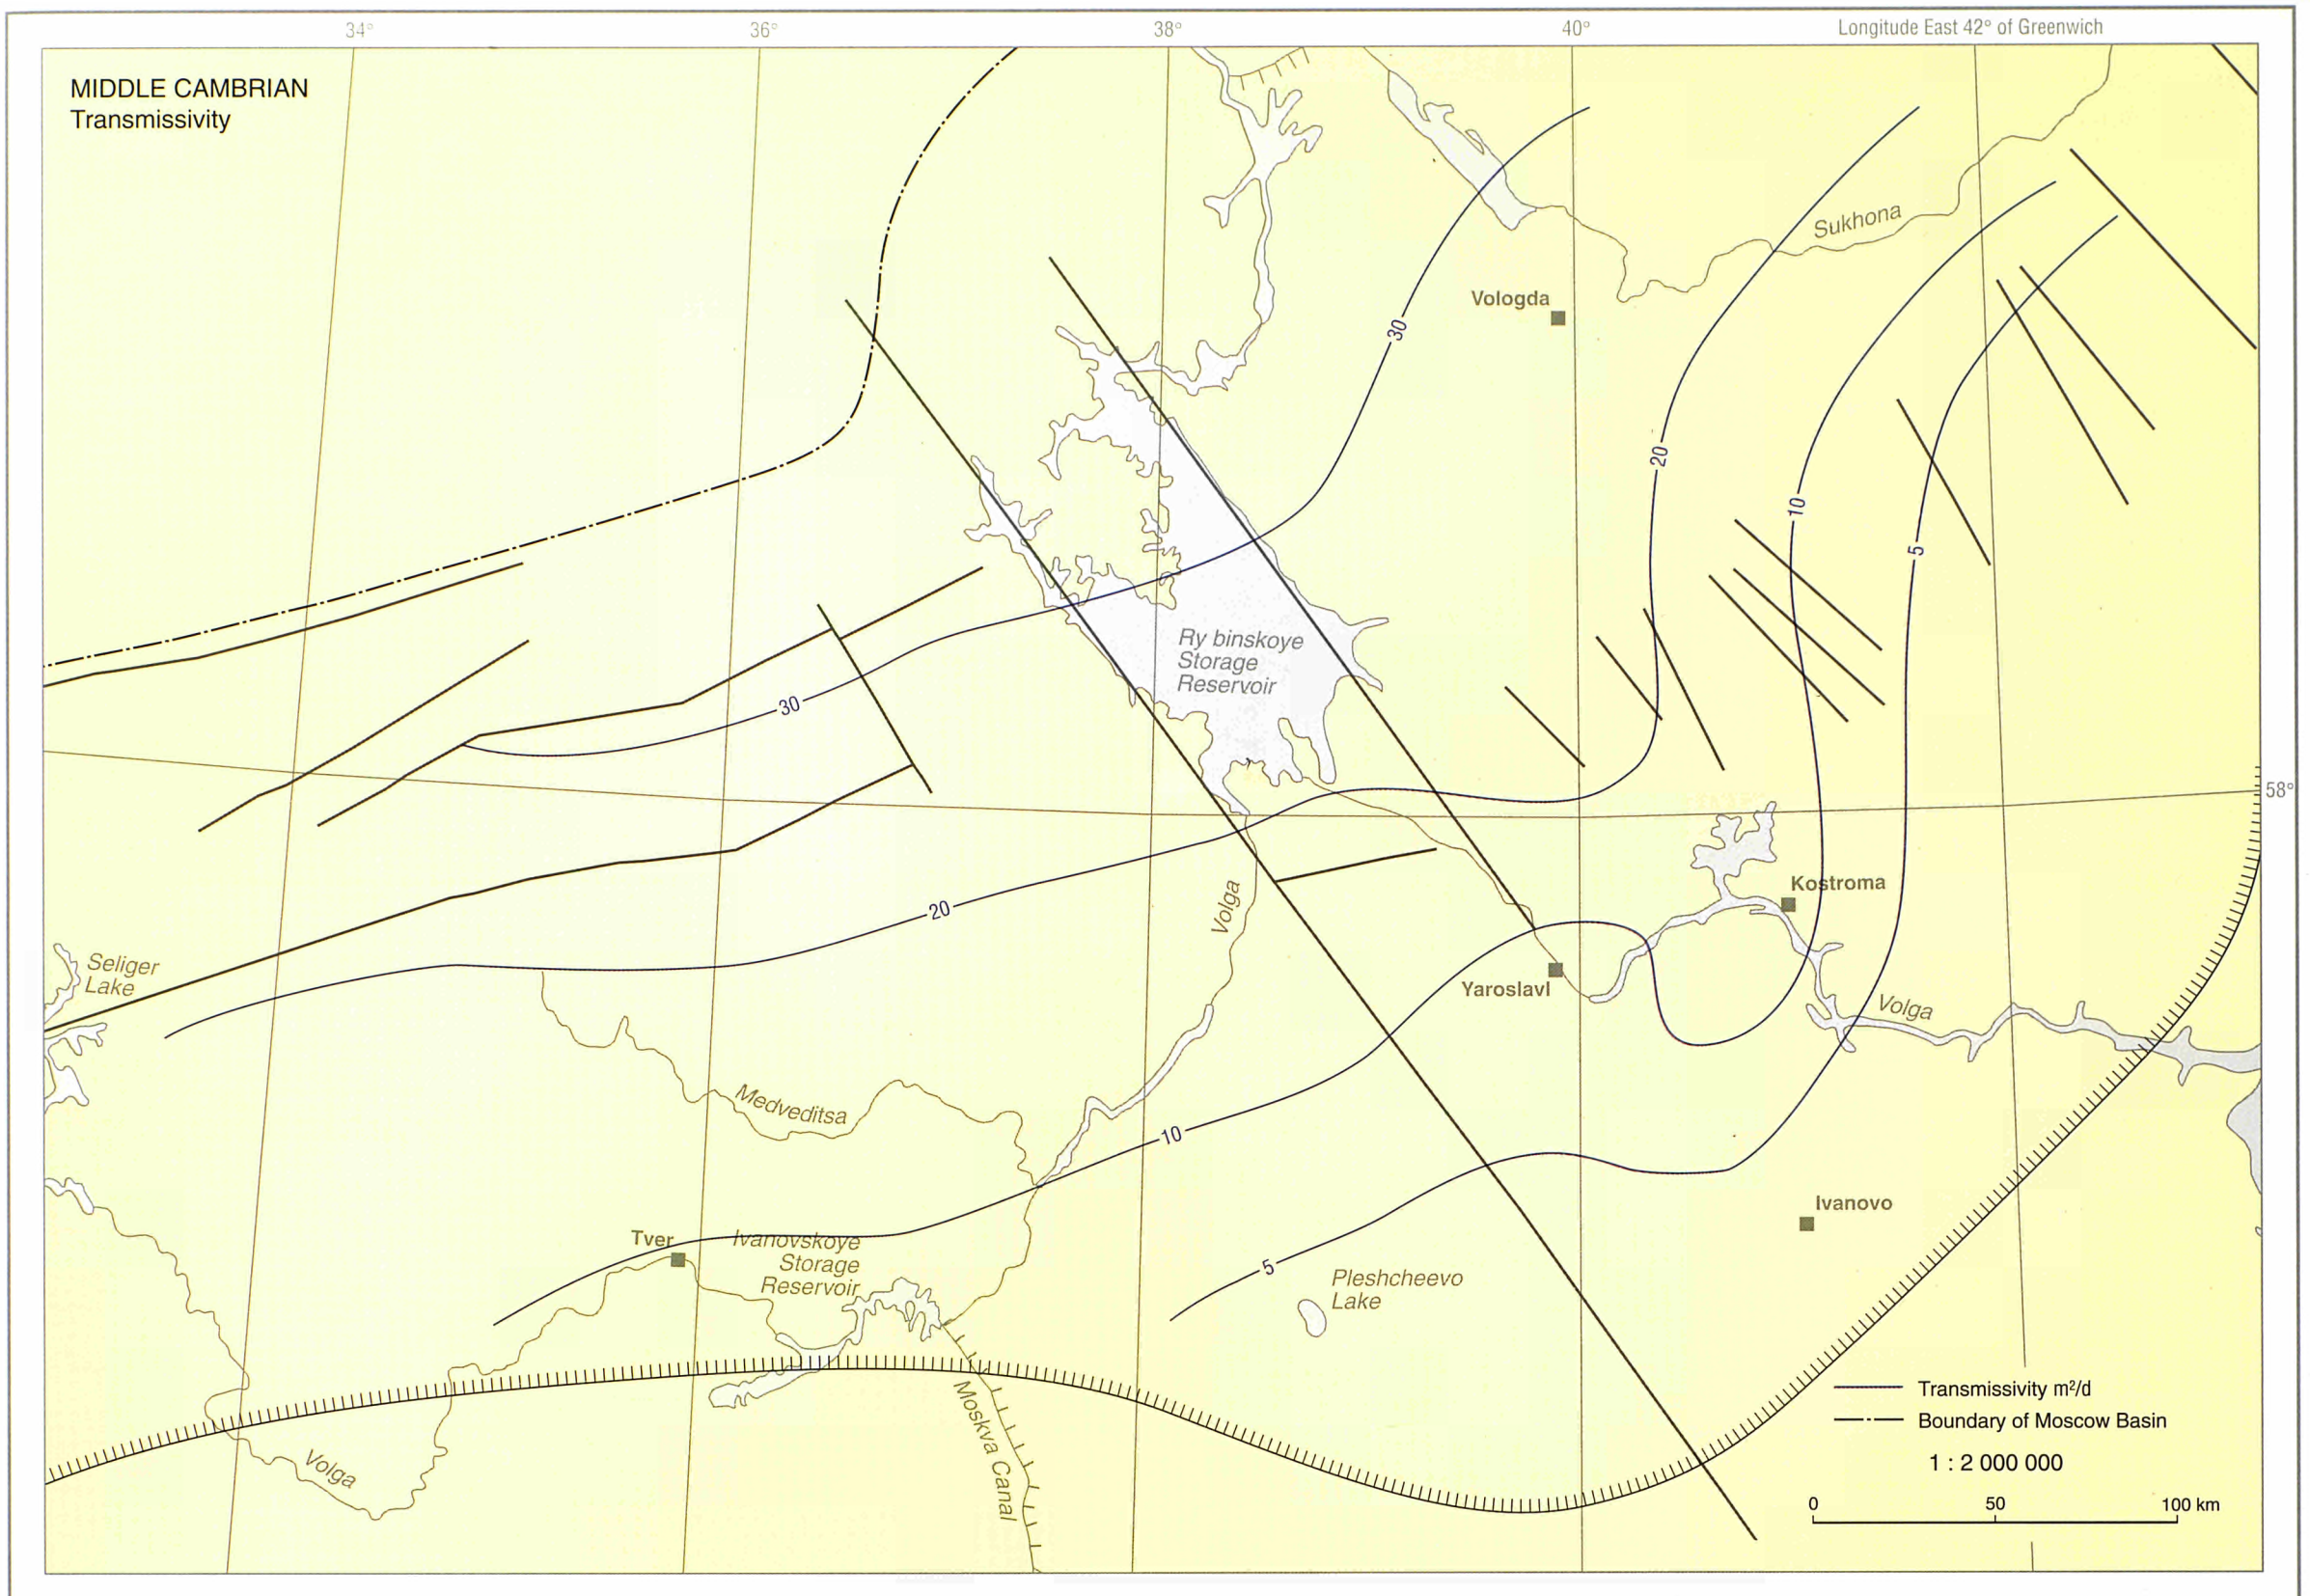 34°
36°
38°
40°
Longitude East 42° of Greenwich
MIDDLE CAMBRIAN
Transmissivity
Sukhona
Vologda
30
20
10
5
Ry binskoye
Storage
Reservoir
30
58°
Kostroma
20
Volga
Seliger
Lake
Yaroslavl
Volga
Medveditsa
10
Ivanovo
Tver
Ivanovskoye
Storage
Reservoir
5
Pleshcheevo
Lake
Moskva Canal
Volga
Transmissivity m²/d
Boundary of Moscow Basin
1 : 2 000 000
0 50 100 km